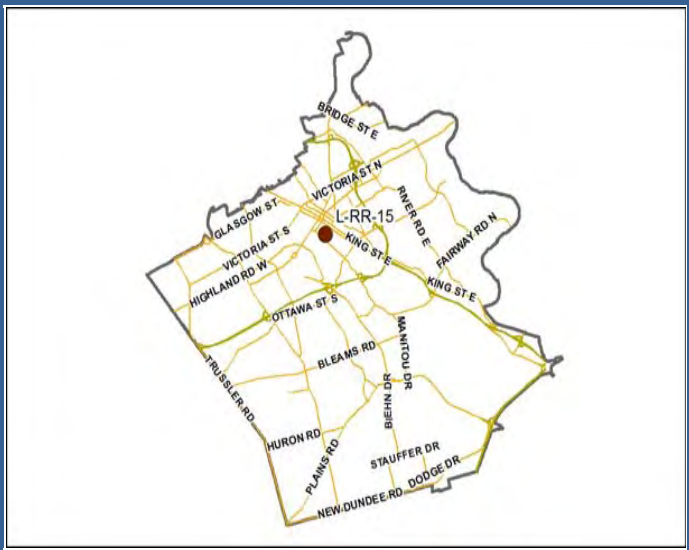 BRIDGE ST E
VICTORIA ST N
L-RR-15
RIVER RD E
GLASGOW ST
KING ST E
FAIRWAY RD N
VICTORIA ST S
HIGHLAND RD W
KING ST E
OTTAWA ST S
MANITOU DR
BLEAMS RD
TRUSSLER RD
BIEHN DR
HURON RD
PLAINS RD
STAUFFER DR
DODGE DR
NEW DUNDEE RD